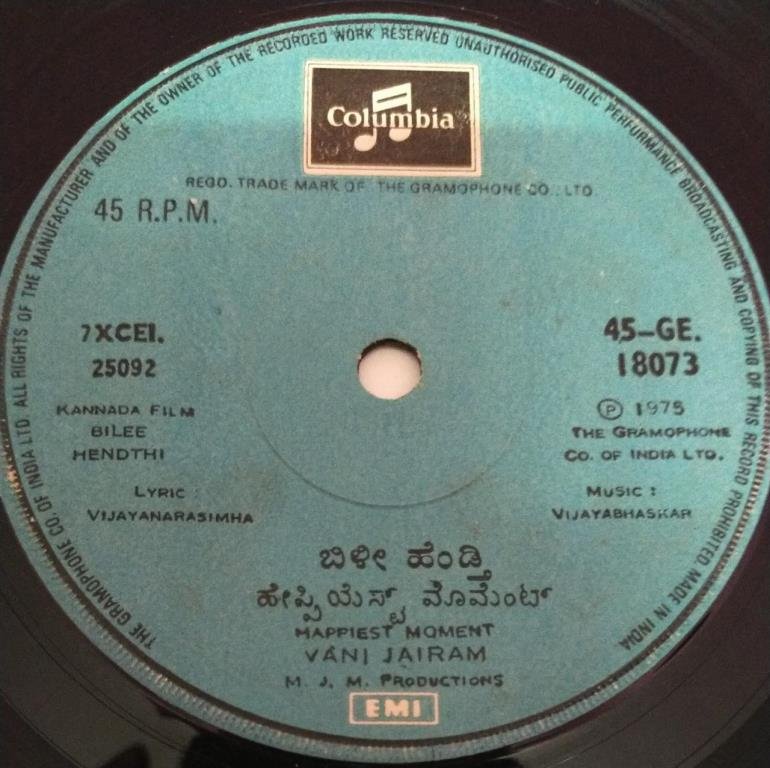 THE GRAMOPHONE CO. OF INDIA LTD. ALL RIGHTS OF THE MANUFACTURER AND OF THE OWNER OF THE RECORDED WORK RESERVED UNAUTHORISED PUBLIC PERFORMANCE BROADCASTING AND COPYING OF THIS RECORD PROHIBITED MADE IN INDIA
Columbia
REGD. TRADE MARK OF THE GRAMOPHONE CO., LTD.
45 R.P.M.
7XCEI.
25092
45-GE.
18073
KANNADA FILM
BILEE
HENDTHI
℗ 1975
THE GRAMOPHONE
CO. OF INDIA LTD.
LYRIC :
VIJAYANARASIMHA
MUSIC :
VIJAYABHASKAR
ಬಿಳೀ ಹೆಂಡ್ತಿ
ಹೇಪ್ಪಿಯೆಸ್ಟ್ ಮೊಮೆಂಟ್
HAPPIEST MOMENT
VANI JAIRAM
M. J. M. PRODUCTIONS
EMI